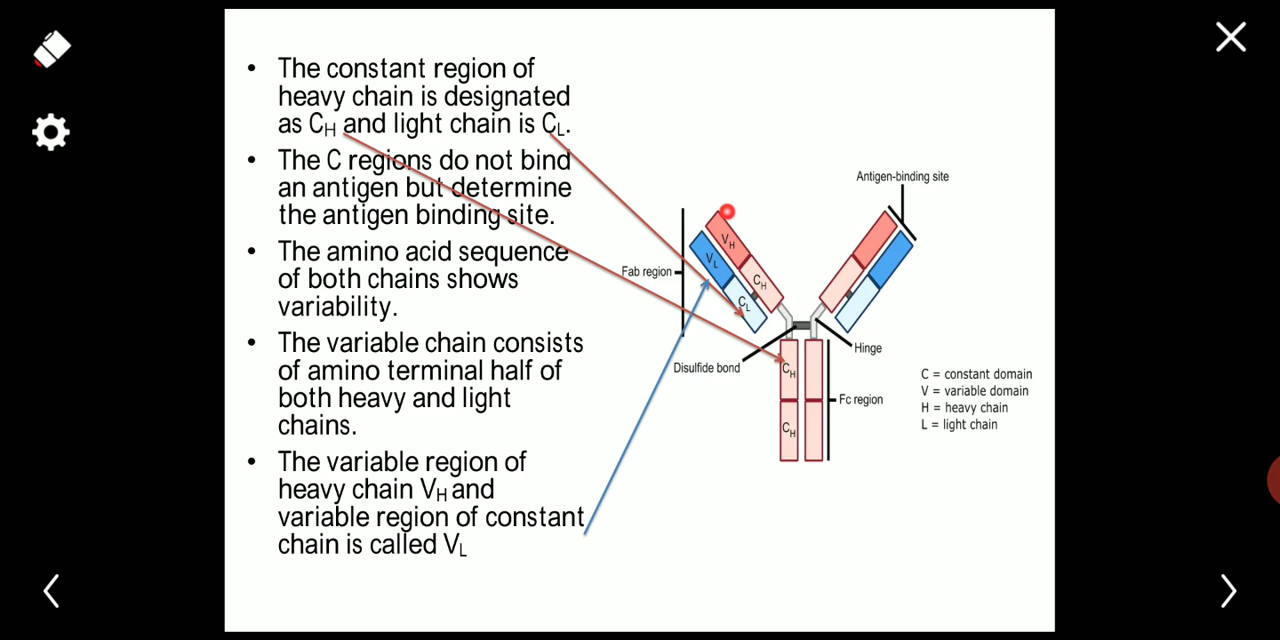 • The constant region of
heavy chain is designated
as CH and light chain is CL.
• The C regions do not bind
an antigen but determine
the antigen binding site.
• The amino acid sequence
of both chains shows
variability.
• The variable chain consists
of amino terminal half of
both heavy and light
chains.
• The variable region of
heavy chain VH and
variable region of constant
chain is called VL
Antigen-binding site
VH
VL
Fab region
CH
CL
Disulfide bond
Hinge
CH
Fc region
CH
C = constant domain
V = variable domain
H = heavy chain
L = light chain